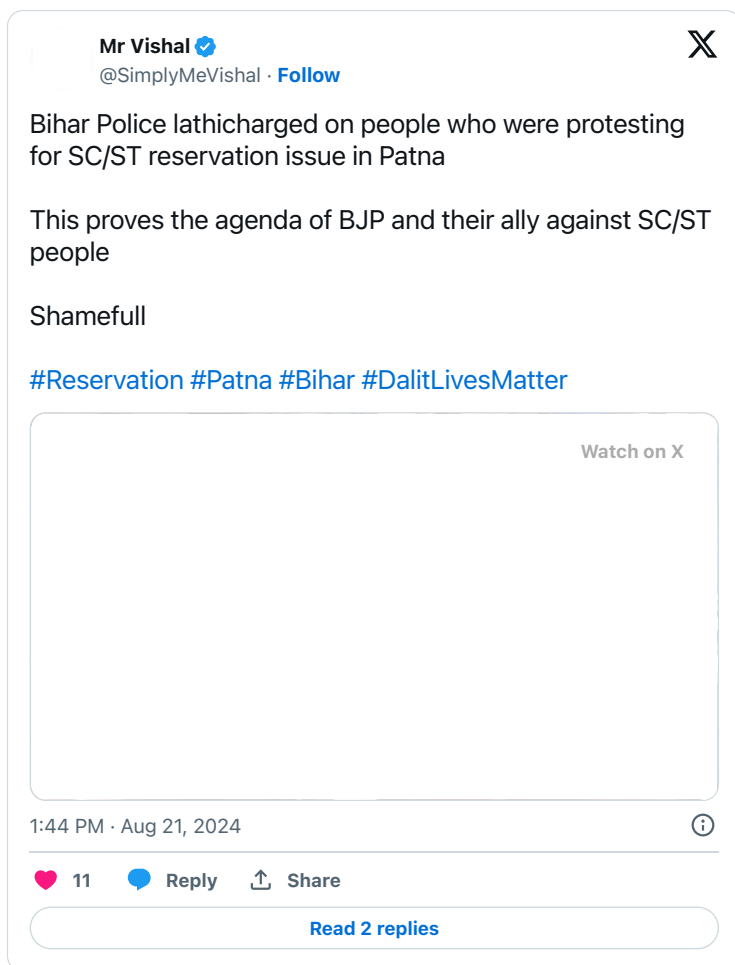 Mr Vishal
@SimplyMeVishal · Follow
Bihar Police lathicharged on people who were protesting
for SC/ST reservation issue in Patna
This proves the agenda of BJP and their ally against SC/ST
people
Shamefull
#Reservation #Patna #Bihar #DalitLivesMatter
Watch on X
1:44 PM · Aug 21, 2024
11 Reply Share
Read 2 replies